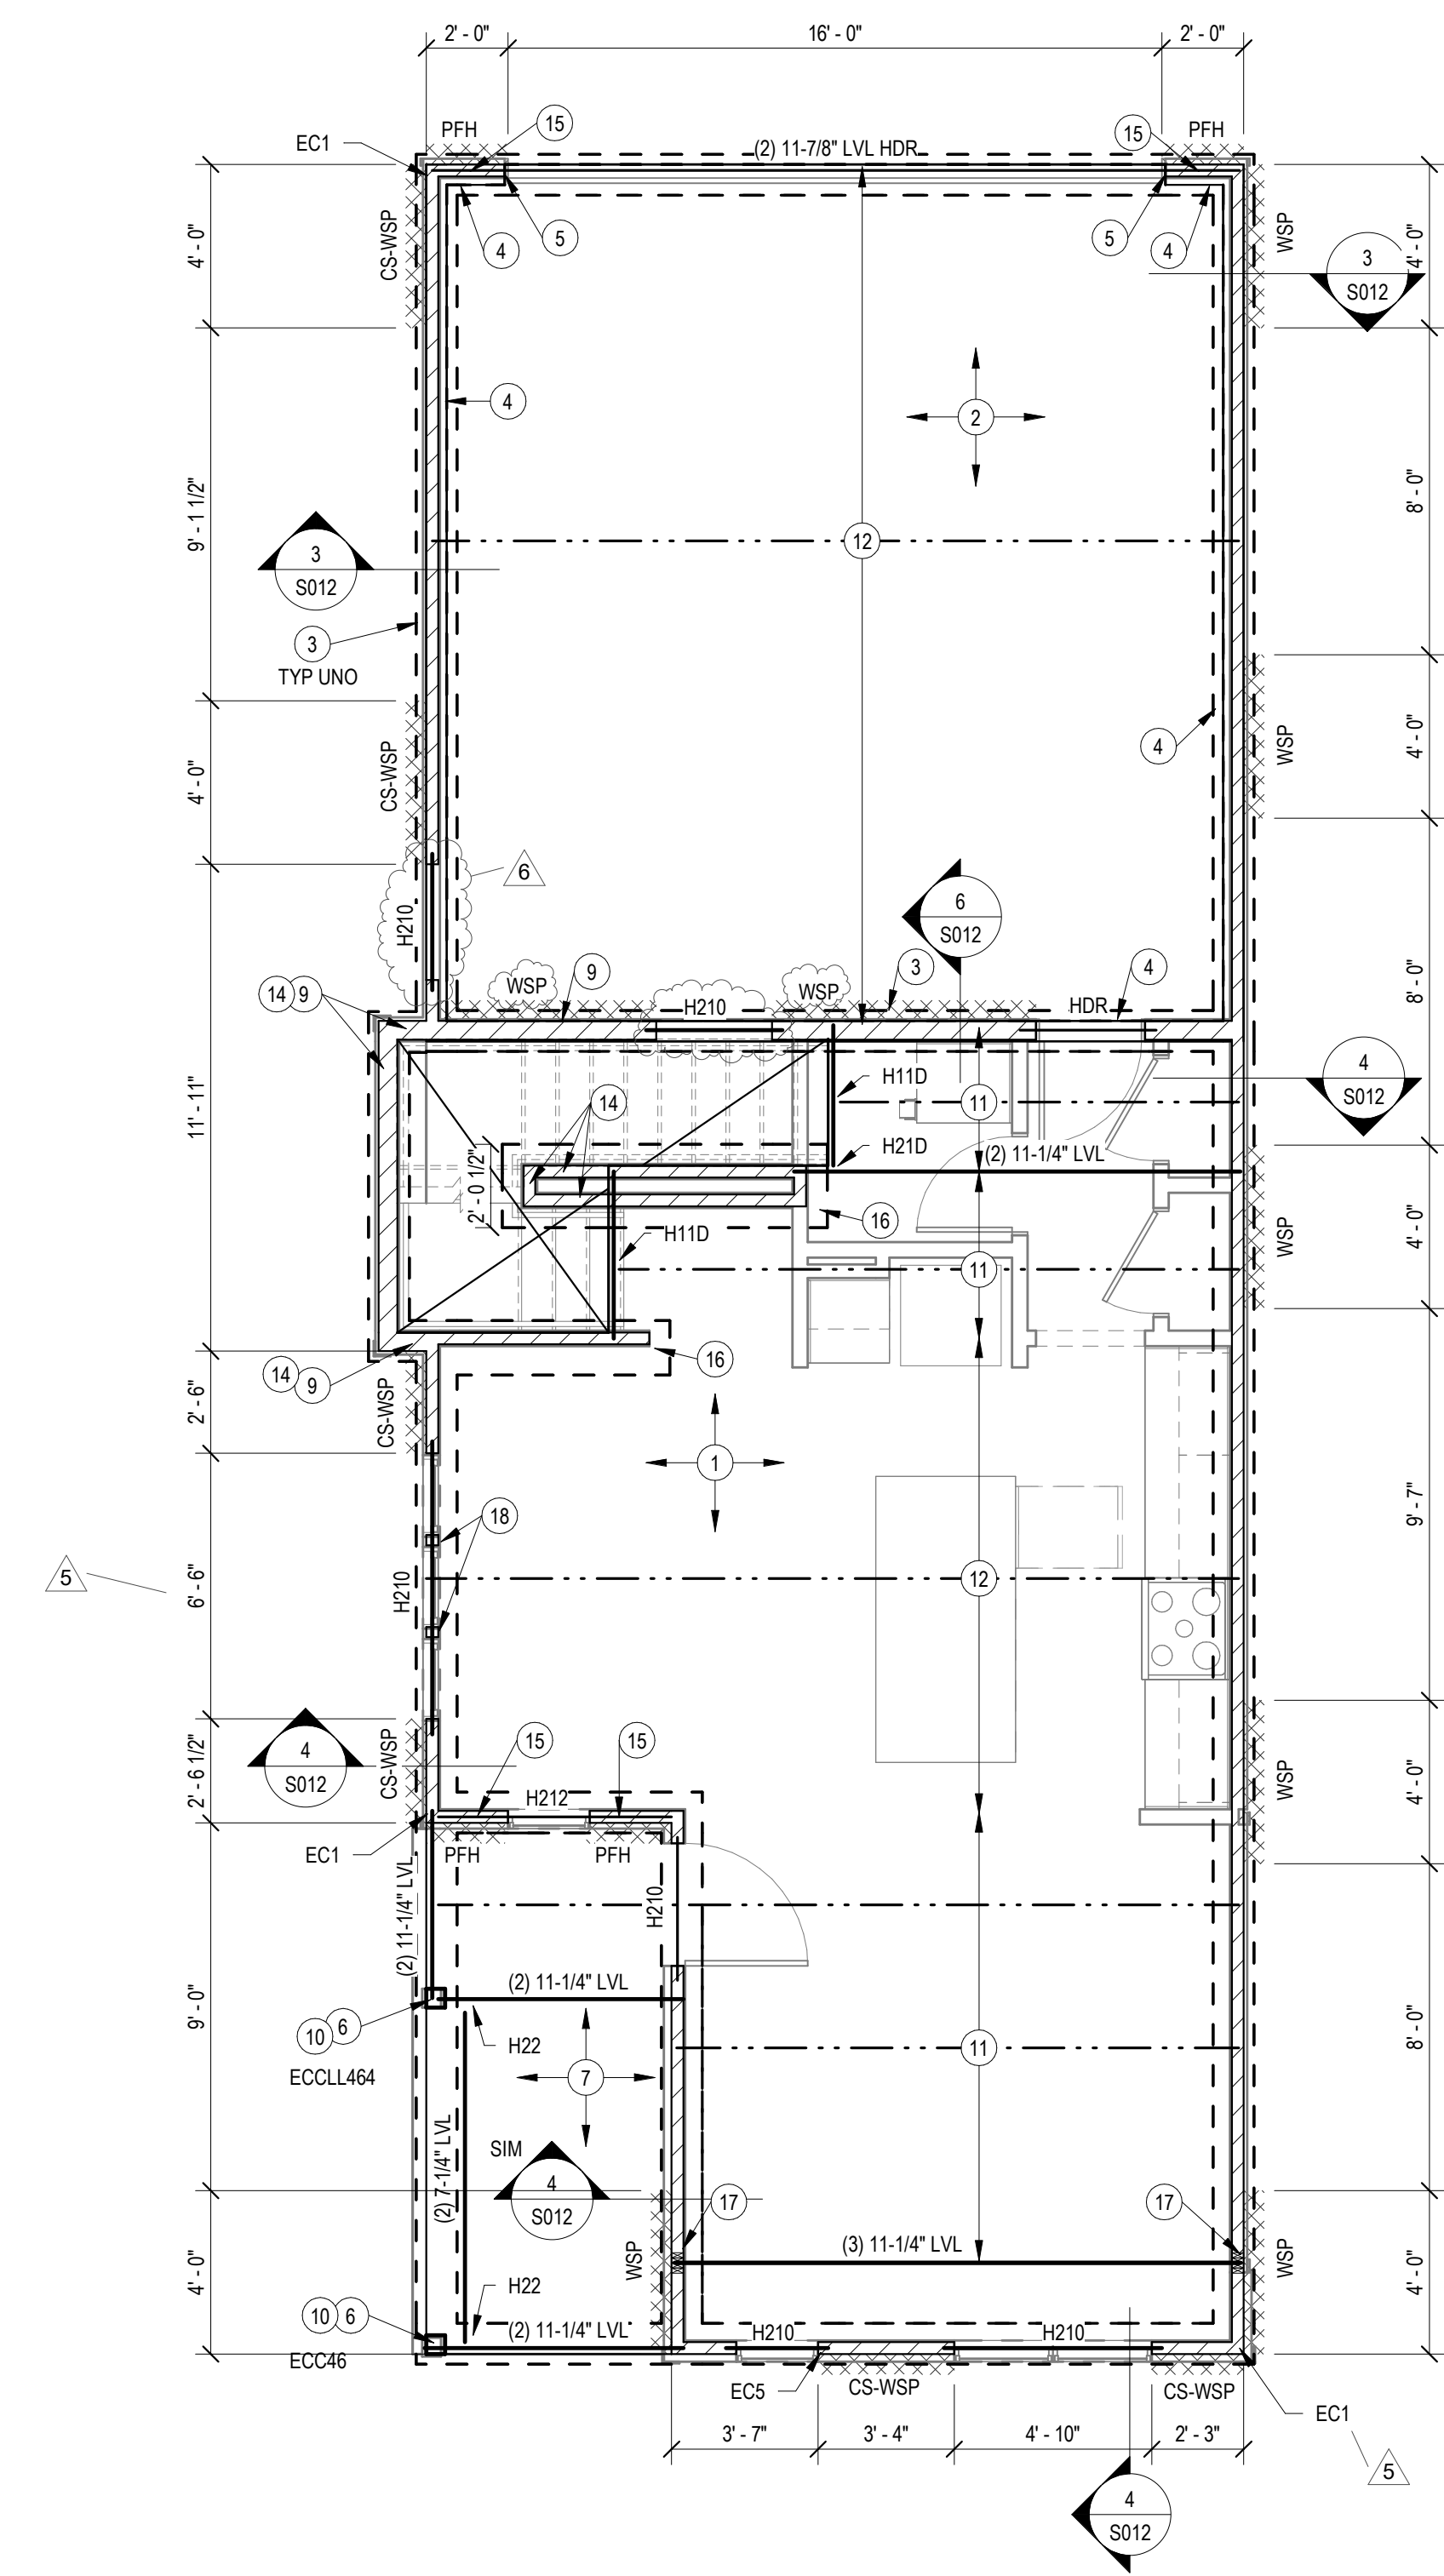 2' - 0"
16' - 0"
2' - 0"
PFH
15
15
PFH
EC1
(2) 11-7/8" LVL HDR
4' - 0"
CS-WSP
4
5
5
4
WSP
3
S012
4' - 0"
4
2
9' - 1 1/2"
8' - 0"
3
S012
12
3
TYP UNO
4' - 0"
CS-WSP
4
WSP
4' - 0"
6
H210
6
S012
8' - 0"
14
9
WSP
9
H210
WSP
3
4
HDR
11' - 11"
14
H11D
11
4
S012
H21D
(2) 11-1/4" LVL
2' - 0 1/2"
16
H11D
11
WSP
4' - 0"
14
9
16
2' - 6"
CS-WSP
1
9' - 7"
18
5
6' - 6"
H210
12
4
S012
2' - 6 1/2"
CS-WSP
15
15
H212
WSP
4' - 0"
EC1
PFH
PFH
(2) 11-1/4" LVL
H210
(2) 11-1/4" LVL
9' - 0"
10
6
H22
11
8' - 0"
ECCLL464
7
(2) 7-1/4" LVL
SIM
4
S012
17
17
WSP
(3) 11-1/4" LVL
WSP
4' - 0"
4' - 0"
H22
10
6
(2) 11-1/4" LVL
H210
H210
ECC46
EC5
CS-WSP
CS-WSP
EC1
3' - 7"
3' - 4"
4' - 10"
2' - 3"
5
4
S012